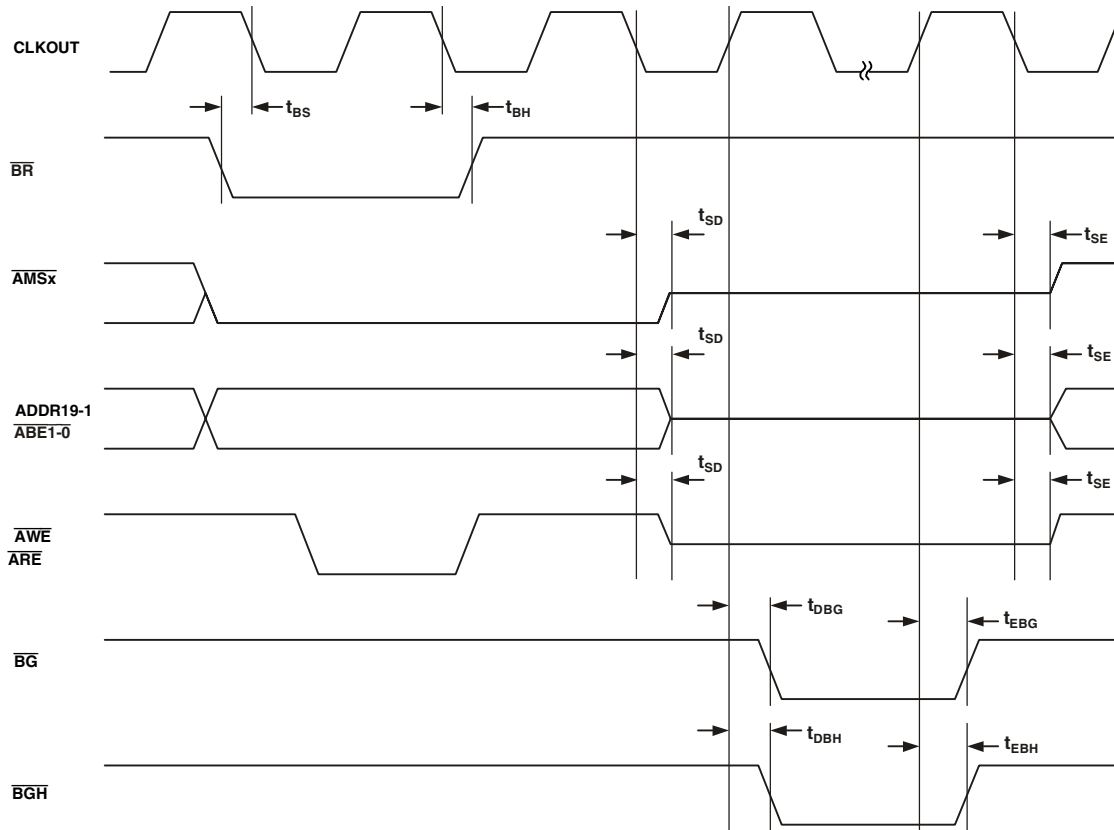 CLKOUT
tBS
tBH
BR
tSD
tSE
AMSx
tSD
tSE
ADDR19-1
ABE1-0
tSD
tSE
AWE
ARE
tDBG
tEBG
BG
tDBH
tEBH
BGH